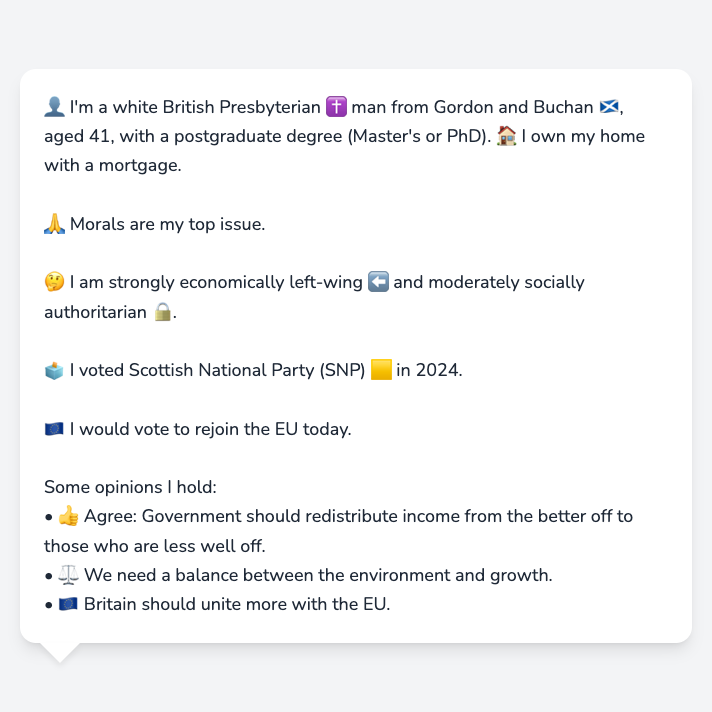 👤 I'm a white British Presbyterian ✝️ man from Gordon and Buchan 🏴󠁧󠁢󠁳󠁣󠁴󠁿,
aged 41, with a postgraduate degree (Master's or PhD). 🏠 I own my home
with a mortgage.
🙏 Morals are my top issue.
🤔 I am strongly economically left-wing ⬅️ and moderately socially
authoritarian 🔒.
🗳️ I voted Scottish National Party (SNP) 🟨 in 2024.
🇪🇺 I would vote to rejoin the EU today.
Some opinions I hold:
• 👍 Agree: Government should redistribute income from the better off to
those who are less well off.
• ⚖️ We need a balance between the environment and growth.
• 🇪🇺 Britain should unite more with the EU.